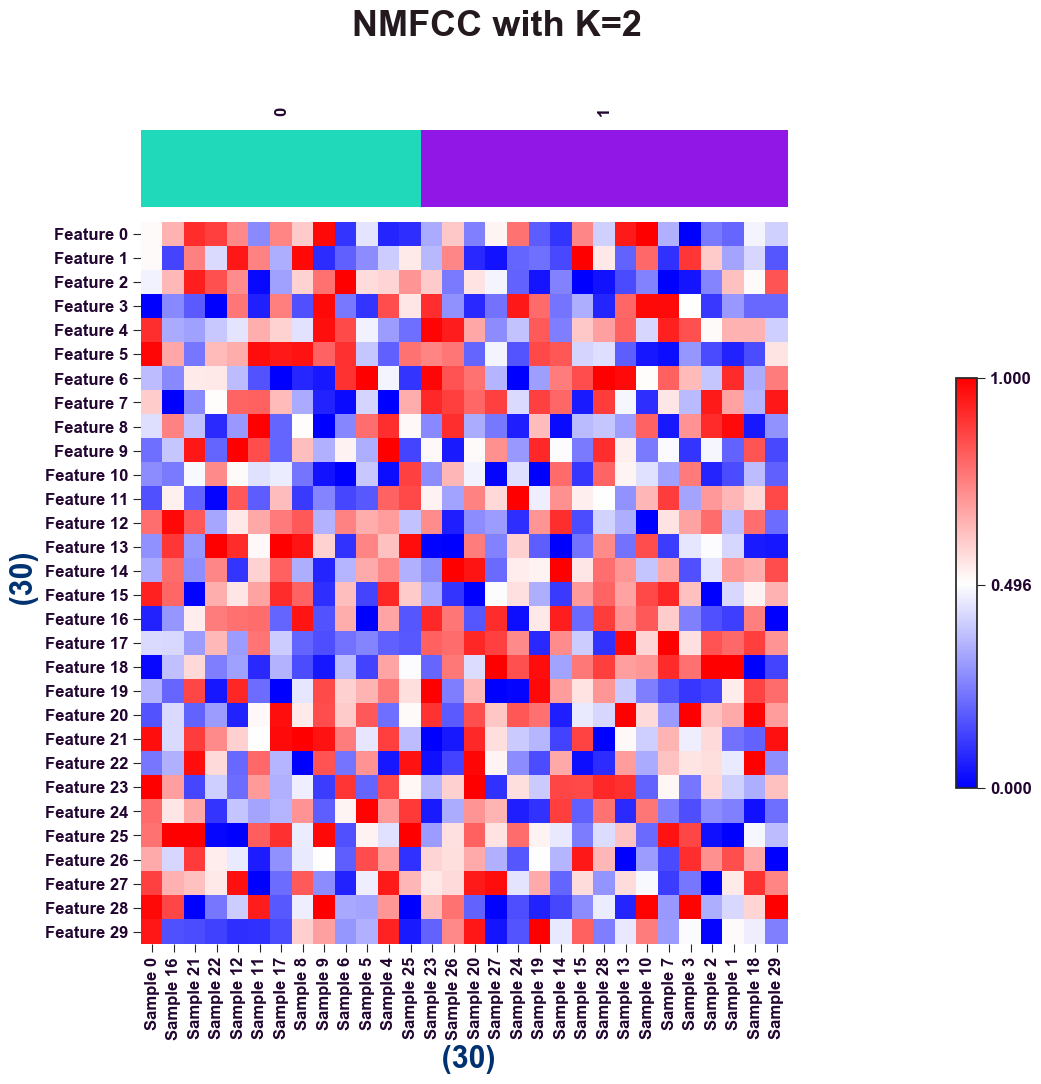 NMFCC with K=2
0
1
Feature 0
Feature 1
Feature 2
Feature 3
Feature 4
Feature 5
Feature 6
Feature 7
Feature 8
Feature 9
Feature 10
Feature 11
Feature 12
Feature 13
Feature 14
Feature 15
Feature 16
Feature 17
Feature 18
Feature 19
Feature 20
Feature 21
Feature 22
Feature 23
Feature 24
Feature 25
Feature 26
Feature 27
Feature 28
Feature 29
(30)
Sample 0
Sample 16
Sample 21
Sample 22
Sample 12
Sample 11
Sample 17
Sample 8
Sample 9
Sample 6
Sample 5
Sample 4
Sample 25
Sample 23
Sample 26
Sample 20
Sample 27
Sample 24
Sample 19
Sample 14
Sample 15
Sample 28
Sample 13
Sample 10
Sample 7
Sample 3
Sample 2
Sample 1
Sample 18
Sample 29
(30)
1.000
0.496
0.000